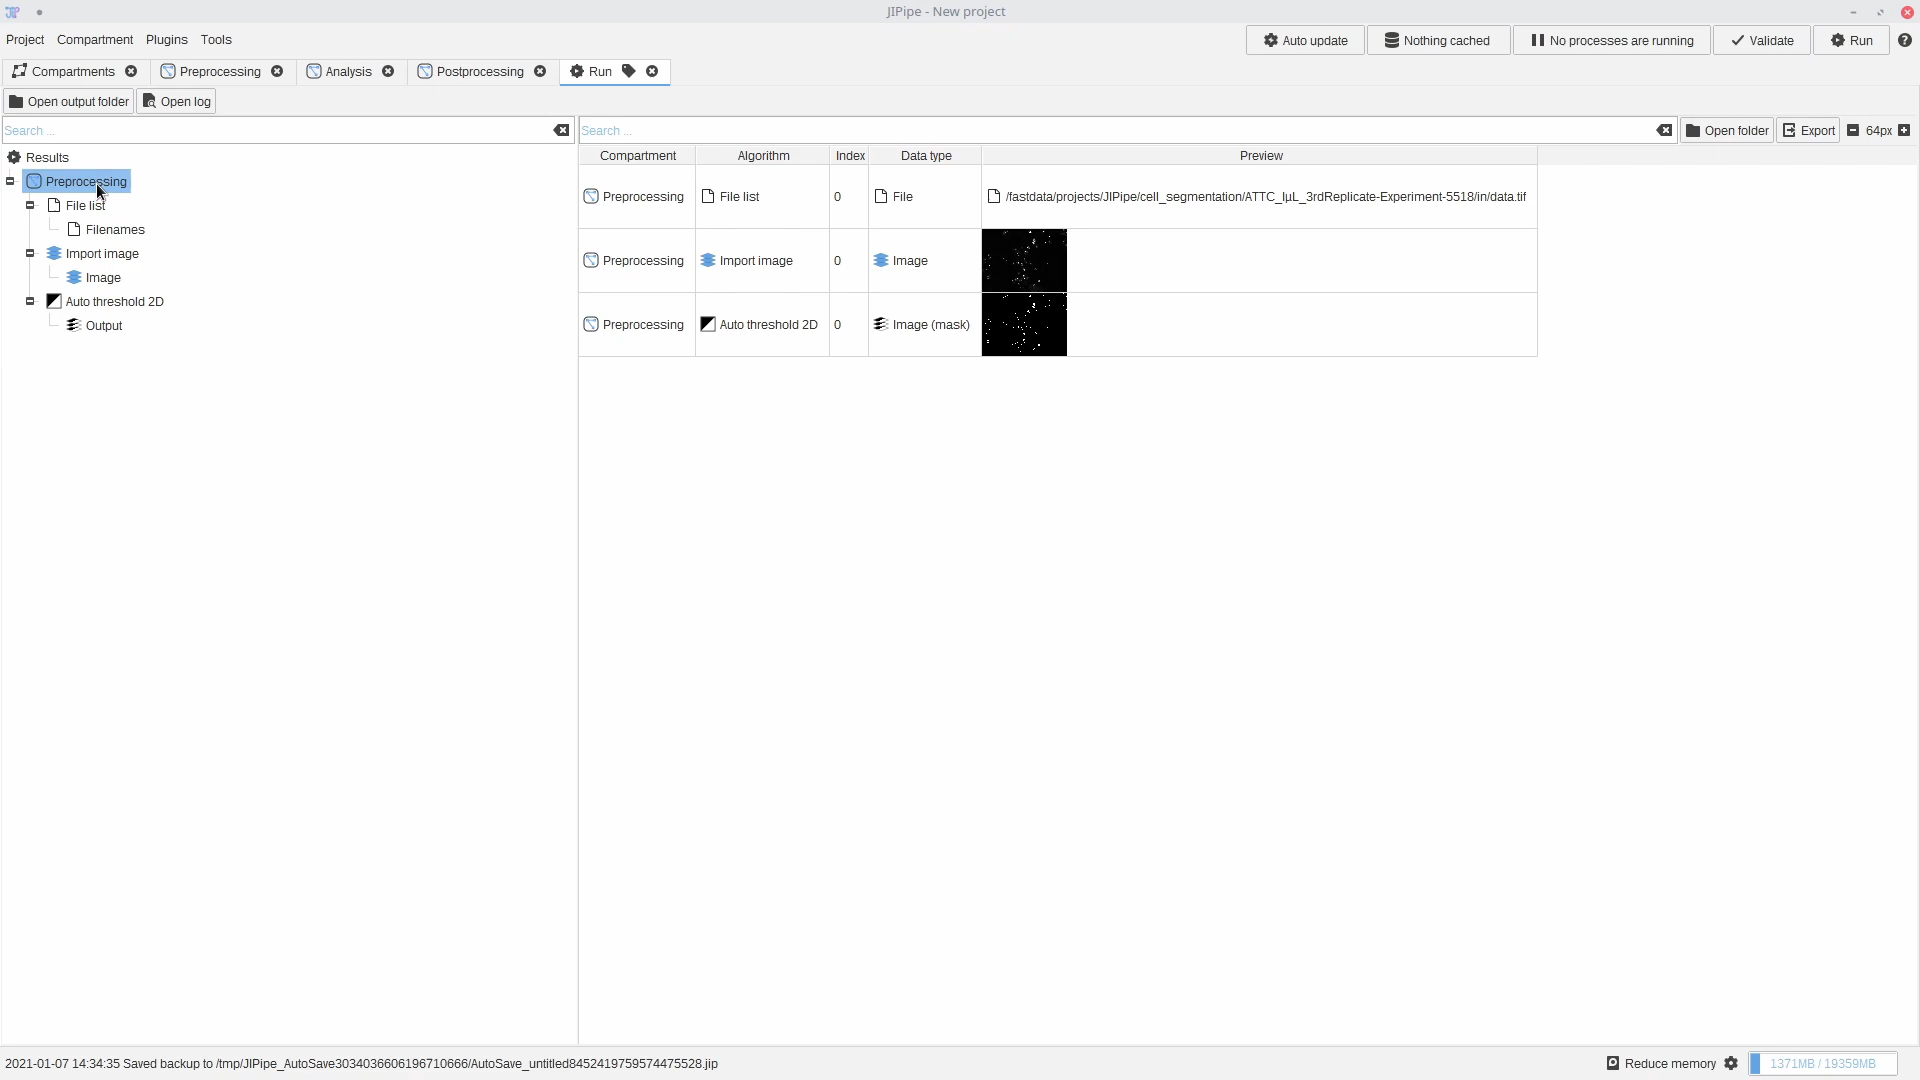 JIPipe - New project
Project Compartment Plugins Tools
Auto update Nothing cached No processes are running Validate Run
Compartments Preprocessing Analysis Postprocessing Run
Open output folder Open log
Search ...
Results
Preprocessing
File list
Filenames
Import image
Image
Auto threshold 2D
Output
Search ... Open folder Export 64px
Compartment Algorithm Index Data type Preview
Preprocessing File list 0 File /fastdata/projects/JIPipe/cell_segmentation/ATTC_IµL_3rdReplicate-Experiment-5518/in/data.tif
Preprocessing Import image 0 Image
Preprocessing Auto threshold 2D 0 Image (mask)
2021-01-07 14:34:35 Saved backup to /tmp/JIPipe_AutoSave3034036606196710666/AutoSave_untitled8452419759574475528.jip
Reduce memory 1371MB / 19359MB